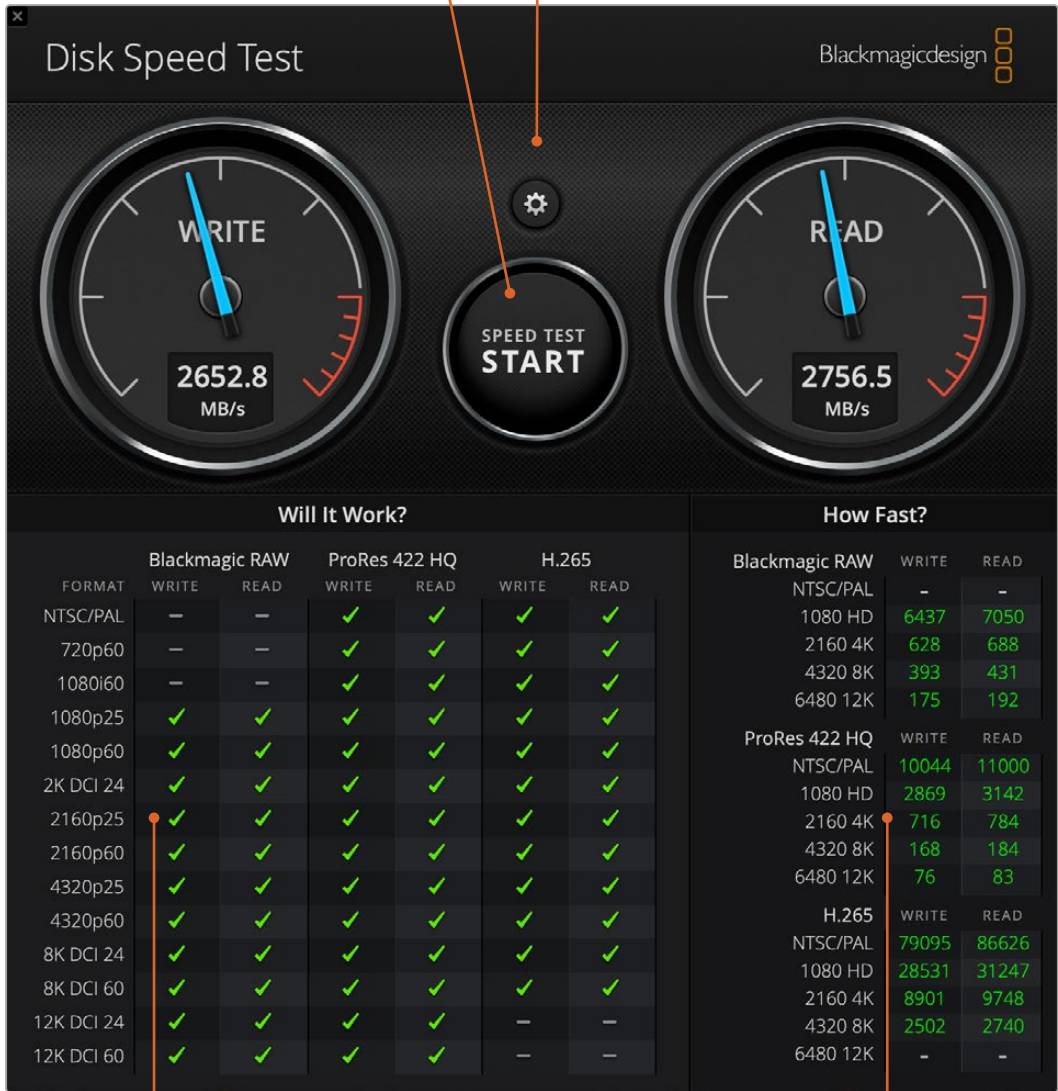 Disk Speed Test
Blackmagicdesign
WRITE
2652.8
MB/s
SPEED TEST
START
READ
2756.5
MB/s
Will It Work?
Blackmagic RAW ProRes 422 HQ H.265
FORMAT WRITE READ WRITE READ WRITE READ
NTSC/PAL – – ✓ ✓ ✓ ✓
720p60 – – ✓ ✓ ✓ ✓
1080i60 – – ✓ ✓ ✓ ✓
1080p25 ✓ ✓ ✓ ✓ ✓ ✓
1080p60 ✓ ✓ ✓ ✓ ✓ ✓
2K DCI 24 ✓ ✓ ✓ ✓ ✓ ✓
2160p25 ✓ ✓ ✓ ✓ ✓ ✓
2160p60 ✓ ✓ ✓ ✓ ✓ ✓
4320p25 ✓ ✓ ✓ ✓ ✓ ✓
4320p60 ✓ ✓ ✓ ✓ ✓ ✓
8K DCI 24 ✓ ✓ ✓ ✓ ✓ ✓
8K DCI 60 ✓ ✓ ✓ ✓ ✓ ✓
12K DCI 24 ✓ ✓ ✓ ✓ – –
12K DCI 60 ✓ ✓ ✓ ✓ – –
How Fast?
Blackmagic RAW WRITE READ
NTSC/PAL - -
1080 HD 6437 7050
2160 4K 628 688
4320 8K 393 431
6480 12K 175 192
ProRes 422 HQ WRITE READ
NTSC/PAL 10044 11000
1080 HD 2869 3142
2160 4K 716 784
4320 8K 168 184
6480 12K 76 83
H.265 WRITE READ
NTSC/PAL 79095 86626
1080 HD 28531 31247
2160 4K 8901 9748
4320 8K 2502 2740
6480 12K - -